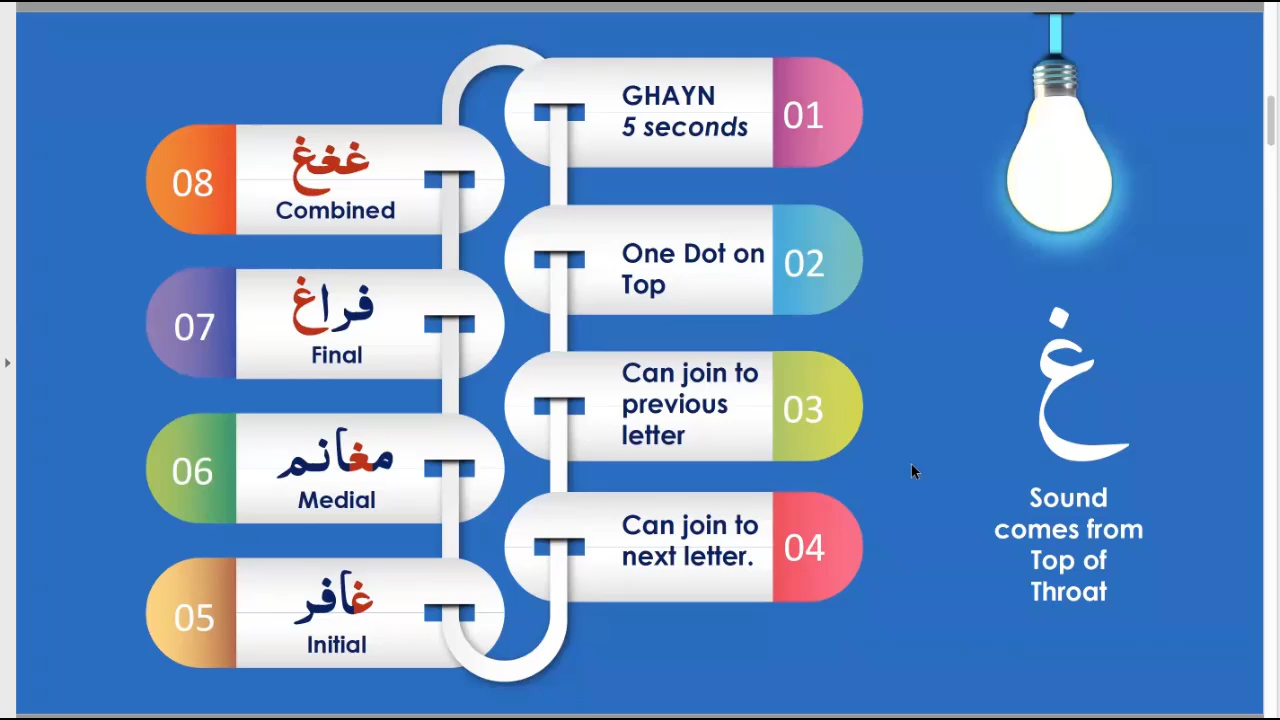 GHAYN
5 seconds
01
One Dot on
Top
02
Can join to
previous
letter
03
Can join to
next letter.
04
غافر
Initial
05
مغانم
Medial
06
فراغ
Final
07
غغغ
Combined
08
غ
Sound
comes from
Top of
Throat